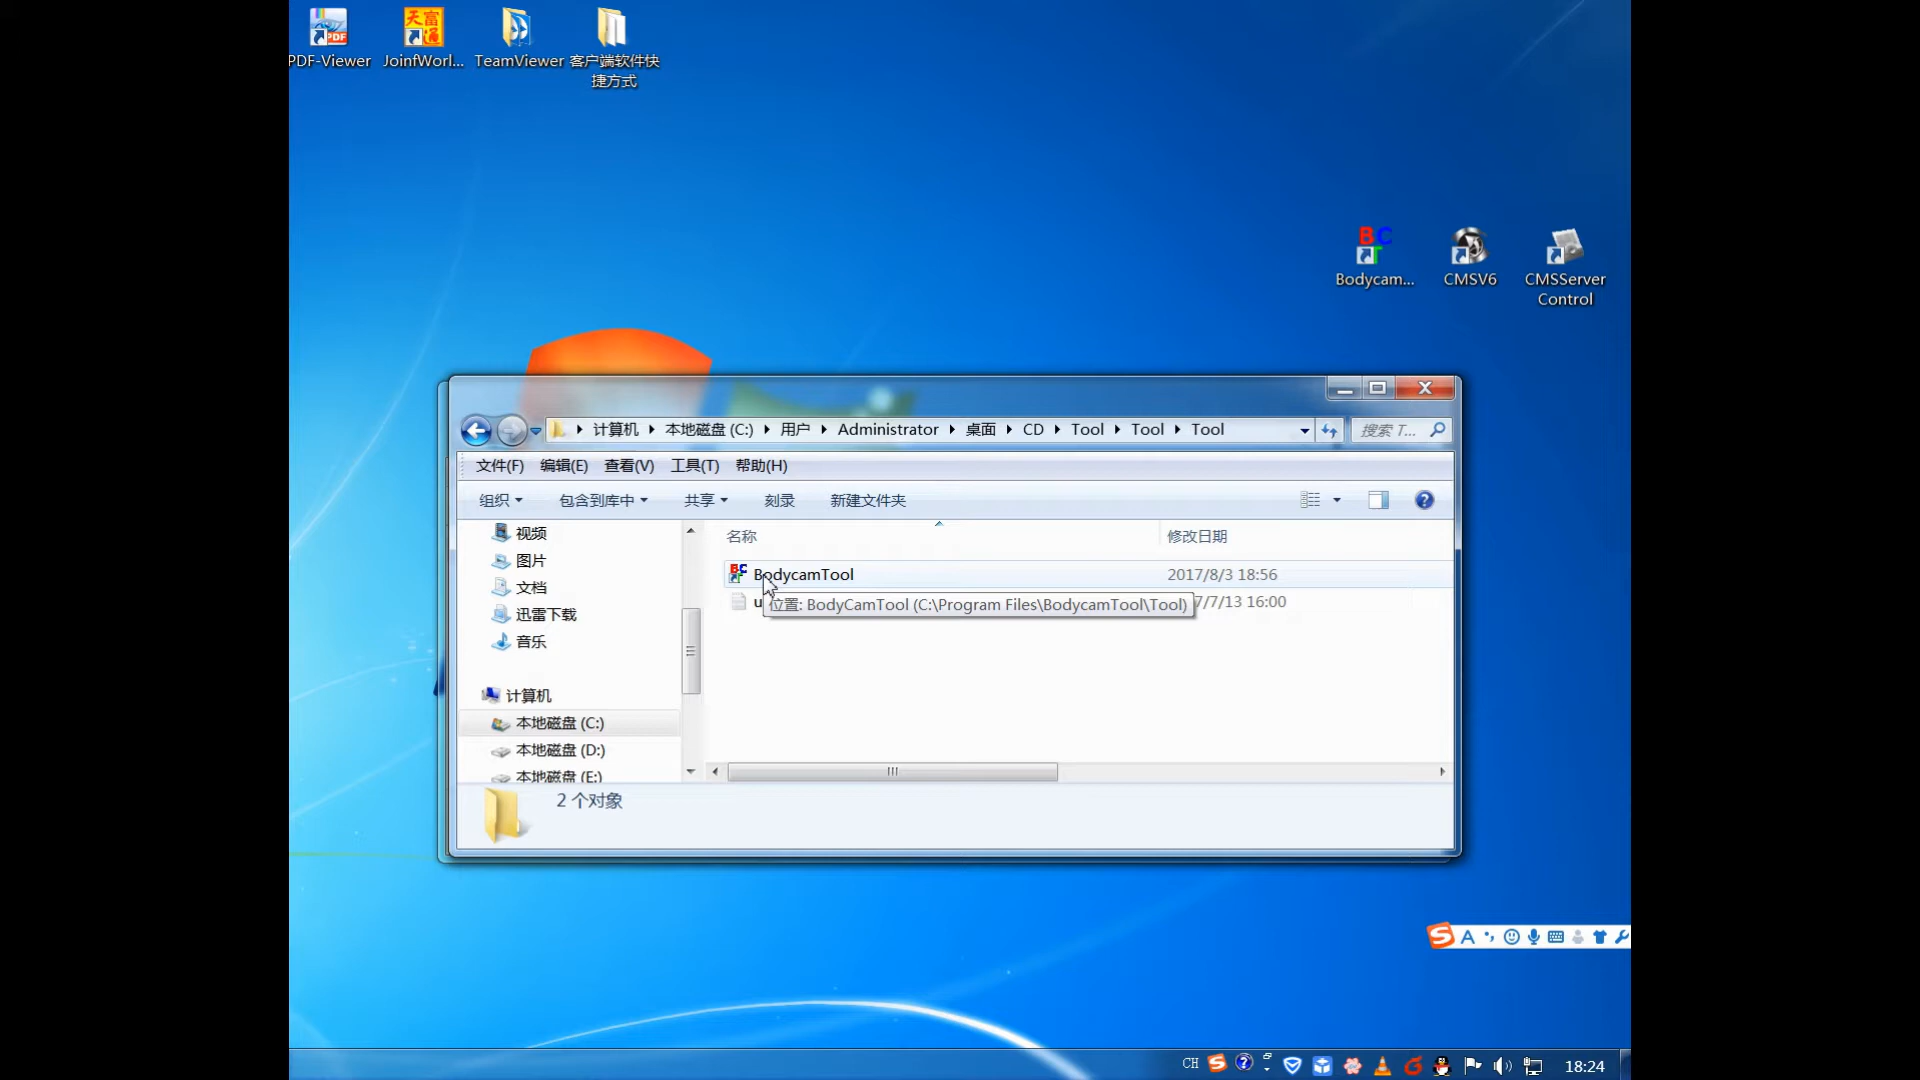 PDF-Viewer
JoinfWorl...
TeamViewer
客户端软件快
捷方式
天富
通
Bodycam...
CMSV6
CMSServer
Control
计算机 本地磁盘 (C:) 用户 Administrator 桌面 CD Tool Tool Tool
搜索 T...
文件(F) 编辑(E) 查看(V) 工具(T) 帮助(H)
组织 包含到库中 共享 刻录 新建文件夹
视频
图片
文档
迅雷下载
音乐
计算机
本地磁盘 (C:)
本地磁盘 (D:)
本地磁盘 (E:)
名称 修改日期
BodycamTool 2017/8/3 18:56
u 7/7/13 16:00
位置: BodyCamTool (C:\Program Files\BodycamTool\Tool)
2 个对象
CH
18:24